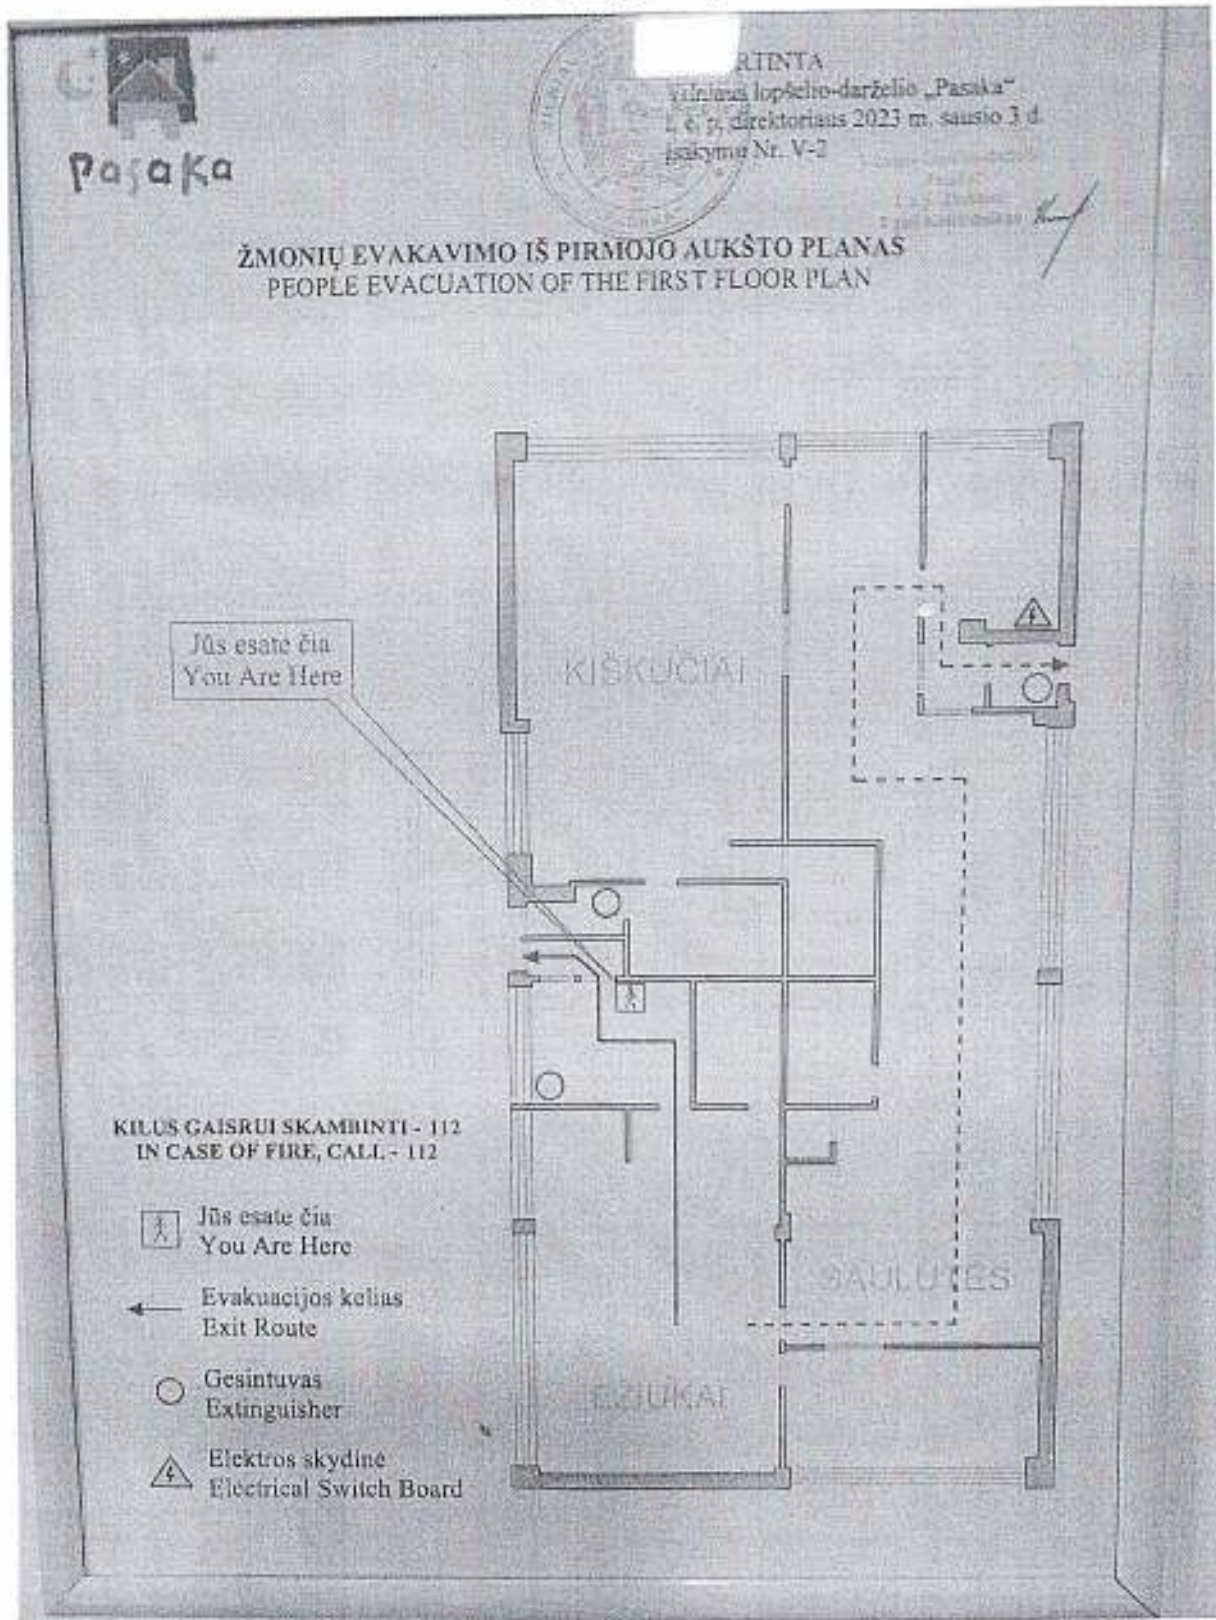 Pasaka
RTINTA
Vilniaus lopšelio-darželio „Pasaka“
l. e. p. direktoriaus 2023 m. sausio 3 d.
įsakymu Nr. V-2
ŽMONIŲ EVAKAVIMO IŠ PIRMOJO AUKŠTO PLANAS
PEOPLE EVACUATION OF THE FIRST FLOOR PLAN
Jūs esate čia
You Are Here
KIŠKUČIAI
SAULUTĖS
EŽIUKAI
KILUS GAISRUI SKAMBINTI - 112
IN CASE OF FIRE, CALL - 112
Jūs esate čia
You Are Here
Evakuacijos kelias
Exit Route
Gesintuvas
Extinguisher
Elektros skydinė
Electrical Switch Board